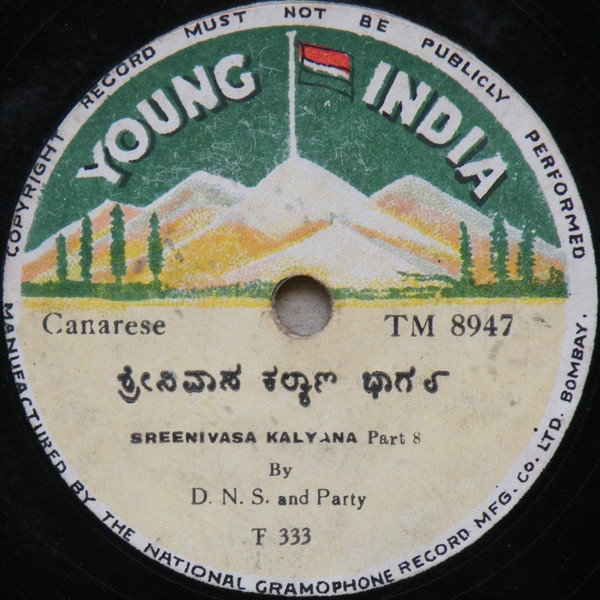 COPYRIGHT RECORD MUST NOT BE PUBLICLY PERFORMED
YOUNG INDIA
Canarese TM 8947
ಶ್ರೀನಿವಾಸ ಕಲ್ಯಾಣ ಭಾಗ ೮
SREENIVASA KALYANA Part 8
By
D. N. S. and Party
T 333
MANUFACTURED BY THE NATIONAL GRAMOPHONE RECORD MFG. CO. LTD. BOMBAY.